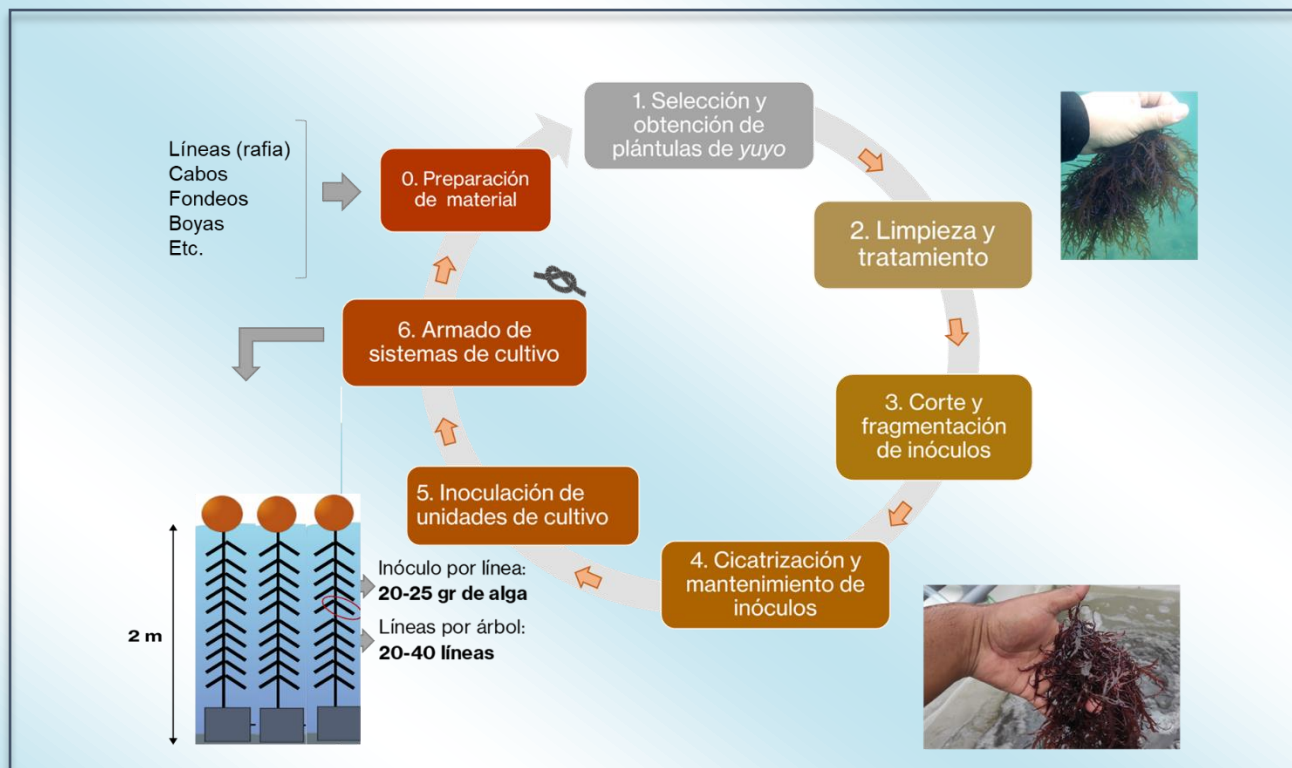 Líneas (rafia)
Cabos
Fondeos
Boyas
Etc.
0. Preparación
de material
1. Selección y
obtención de
plántulas de yuyo
2. Limpieza y
tratamiento
3. Corte y
fragmentación
de inóculos
4. Cicatrización y
mantenimiento de
inóculos
5. Inoculación de
unidades de cultivo
6. Armado de
sistemas de cultivo
2 m
Inóculo por línea:
20-25 gr de alga
Líneas por árbol:
20-40 líneas